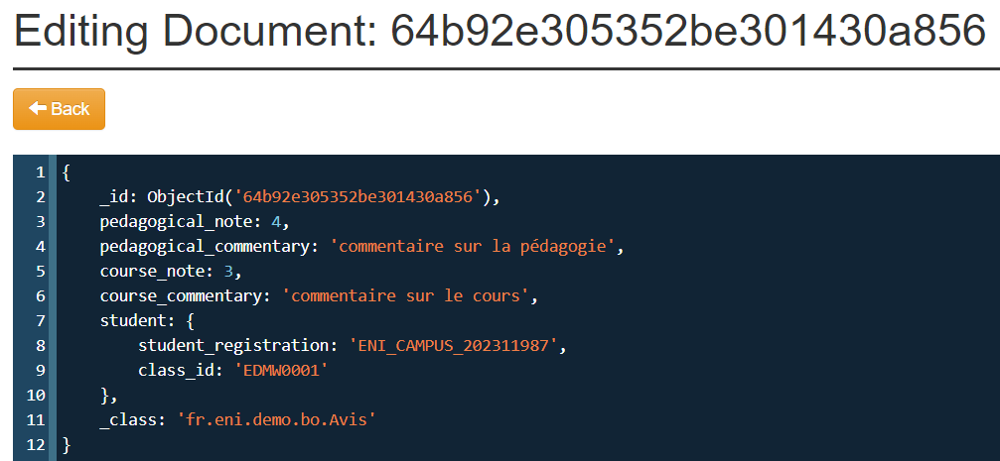 Editing Document: 64b92e305352be301430a856
Back
1 {
2 _id: ObjectId('64b92e305352be301430a856'),
3 pedagogical_note: 4,
4 pedagogical_commentary: 'commentaire sur la pédagogie',
5 course_note: 3,
6 course_commentary: 'commentaire sur le cours',
7 student: {
8 student_registration: 'ENI_CAMPUS_202311987',
9 class_id: 'EDMW0001'
10 },
11 _class: 'fr.eni.demo.bo.Avis'
12 }